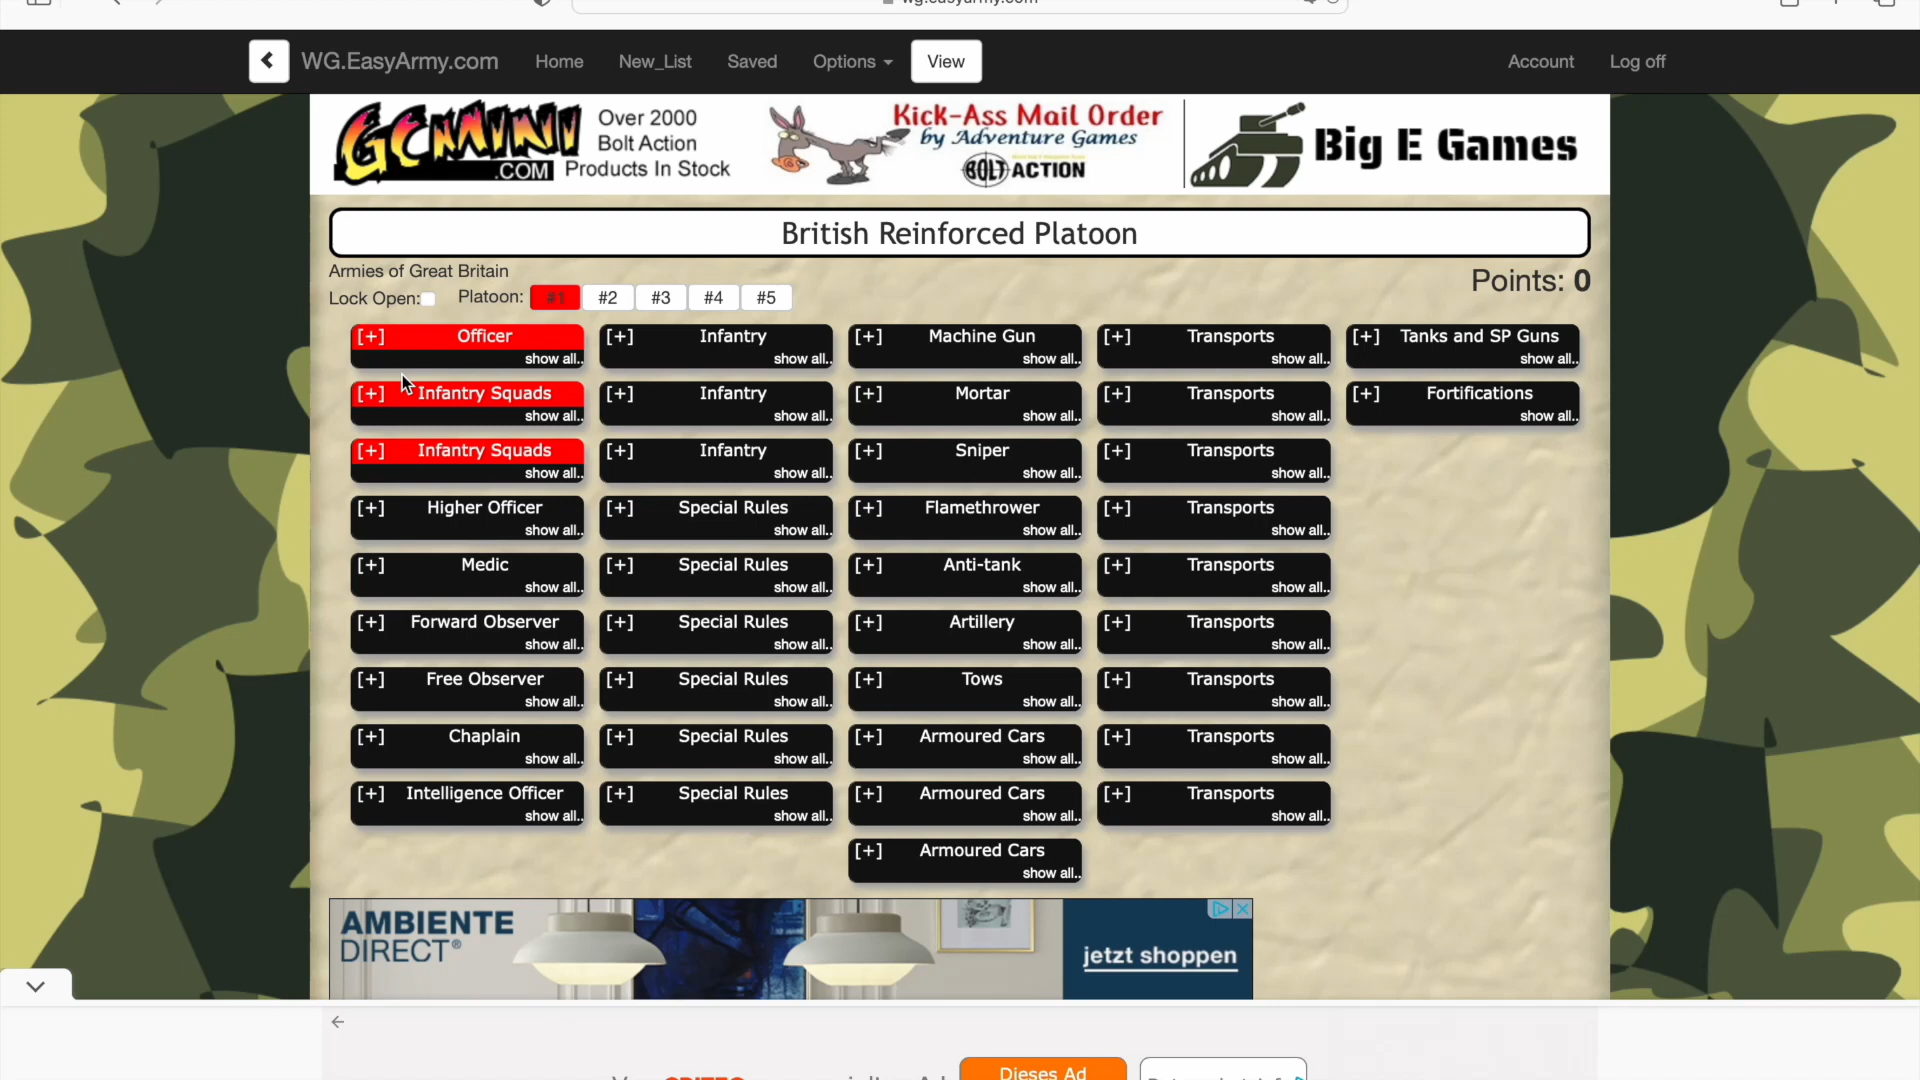 WG.EasyArmy.com Home New_List Saved Options View Account Log off
GCMINI .COM
Over 2000
Bolt Action
Products In Stock
Kick-Ass Mail Order
by Adventure Games
BOLT ACTION
Big E Games
British Reinforced Platoon
Armies of Great Britain
Points: 0
Lock Open: Platoon: #1 #2 #3 #4 #5
[+] Officer [+] Infantry [+] Machine Gun [+] Transports [+] Tanks and SP Guns
show all.. show all.. show all.. show all.. show all..
[+] Infantry Squads [+] Infantry [+] Mortar [+] Transports [+] Fortifications
show all.. show all.. show all.. show all.. show all..
[+] Infantry Squads [+] Infantry [+] Sniper [+] Transports
show all.. show all.. show all.. show all..
[+] Higher Officer [+] Special Rules [+] Flamethrower [+] Transports
show all.. show all.. show all.. show all..
[+] Medic [+] Special Rules [+] Anti-tank [+] Transports
show all.. show all.. show all.. show all..
[+] Forward Observer [+] Special Rules [+] Artillery [+] Transports
show all.. show all.. show all.. show all..
[+] Free Observer [+] Special Rules [+] Tows [+] Transports
show all.. show all.. show all.. show all..
[+] Chaplain [+] Special Rules [+] Armoured Cars [+] Transports
show all.. show all.. show all.. show all..
[+] Intelligence Officer [+] Special Rules [+] Armoured Cars [+] Transports
show all.. show all.. show all.. show all..
[+] Armoured Cars
show all..
AMBIENTE
DIRECT®
jetzt shoppen
Dieses Ad